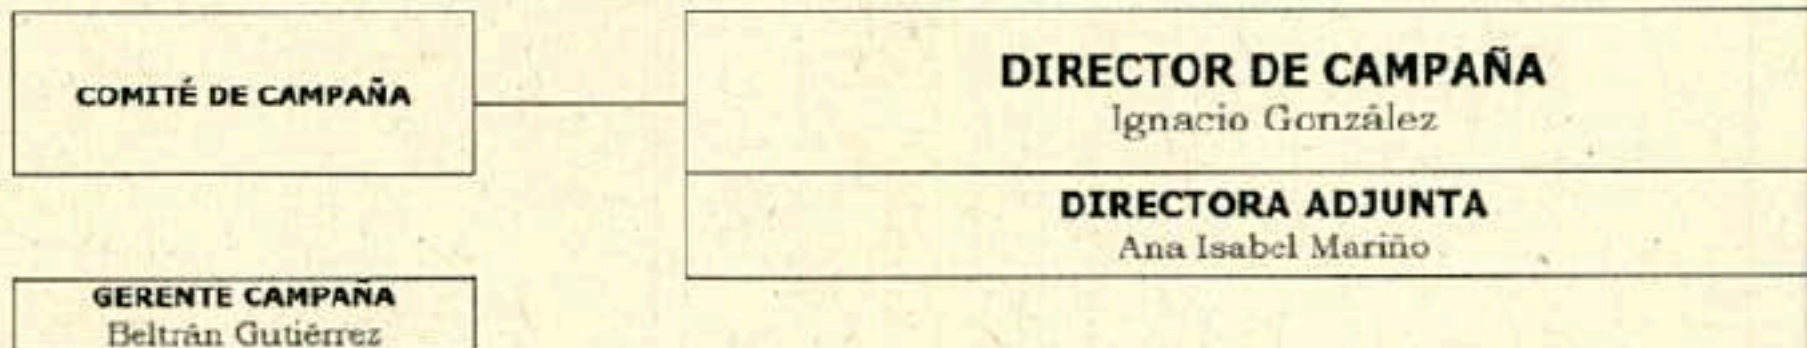 COMITÉ DE CAMPAÑA
DIRECTOR DE CAMPAÑA
Ignacio González
DIRECTORA ADJUNTA
Ana Isabel Mariño
GERENTE CAMPAÑA
Beltrán Gutiérrez